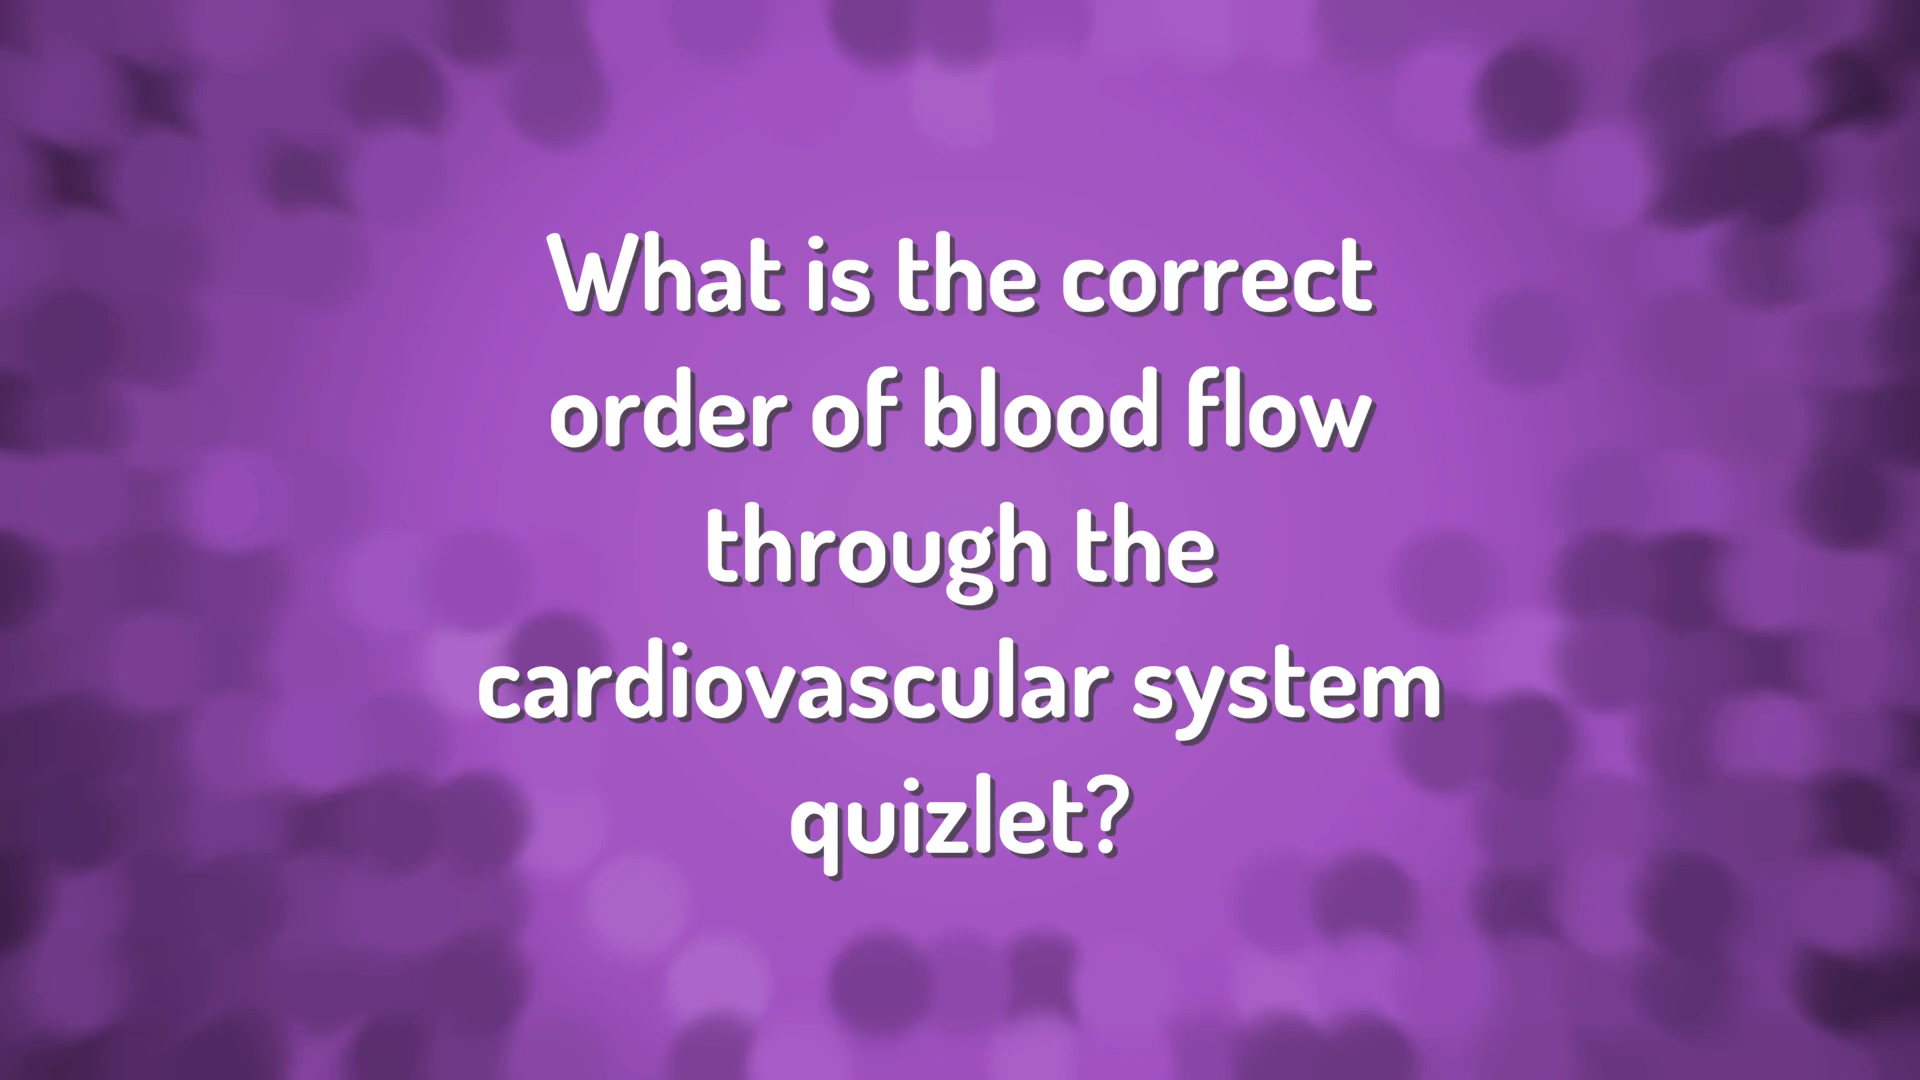 What is the correct
order of blood flow
through the
cardiovascular system
quizlet?